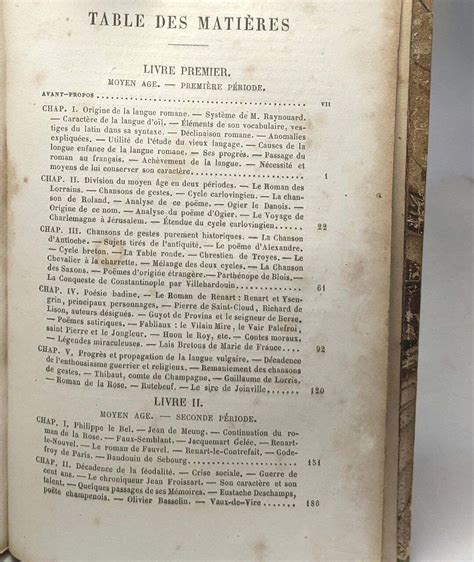 TABLE DES MATIÈRES
LIVRE PREMIER.
MOYEN AGE. — PREMIÈRE PÉRIODE.
AVANT-PROPOS . . . . . . . . . . VII
CHAP. I. Origine de la langue romane. — Système de M. Raynouard.
— Caractère de la langue d'oïl. — Éléments de son vocabulaire, ves-
tiges du latin dans sa syntaxe. — Déclinaison romane. — Anomalies
expliquées. — Utilité de l'étude du vieux langage. — Causes de la
longue enfance de la langue romane. — Ses progrès. — Passage du
roman au français. — Achèvement de la langue. — Nécessité et
moyens de lui conserver son caractère. . . . . . . . . . 1
CHAP. II. Division du moyen âge en deux périodes. — Le Roman des
Lorrains. — Chansons de gestes. — Cycle carlovingien. — La chan-
son de Roland. — Analyse de ce poëme. — Ogier le Danois. —
Origine de ce nom. — Analyse du poëme d'Ogier. — Le Voyage de
Charlemagne à Jérusalem. — Étendue du cycle carlovingien . . . . 22
CHAP. III. Chansons de gestes purement historiques. — La Chanson
d'Antioche. — Sujets tirés de l'antiquité. — Le poëme d'Alexandre.
— Cycle breton. — La Table ronde. — Chrestien de Troyes. — Le
Chevalier à la charrette. — Mélange des deux cycles. — La Chanson
des Saxons. — Poëmes d'origine étrangère. — Parthénope de Blois. —
La Conqueste de Constantinople par Villehardouin. . . . . . 61
CHAP. IV. Poésie badine. — Le Roman de Renart: Renart et Ysen-
grin, principaux personnages. — Pierre de Saint-Cloud, Richard de
Lison, auteurs désignés. — Guyot de Provins et le seigneur de Berze.
— Poëmes satiriques. — Fabliaux : le Vilain Mire, le Vair Palefroi,
saint Pierre et le Jongleur. — Huon le Roy, etc. — Contes moraux.
— Légendes miraculeuses. — Lais Bretons de Marie de France. . . . 92
CHAP. V. Progrès et propagation de la langue vulgaire. — Décadence
de l'enthousiasme guerrier et religieux. — Remaniement des chansons
de gestes. — Thibaut, comte de Champagne. — Guillaume de Lorris.
— Roman de la Rose. — Rutebeuf. — Le sire de Joinville. . . . . 120
LIVRE II.
MOYEN AGE. — SECONDE PÉRIODE.
CHAP. I. Philippe le Bel. — Jean de Meung. — Continuation du ro-
man de la Rose. — Faux-Semblant. — Jacquemart Gelée. — Renart-
le-Nouvel. — Le roman de Fauvel. — Renart-le-Contrefait. — Gode-
froy de Paris. — Baudouin de Sebourg. . . . . . . . . . 151
CHAP. II. Décadence de la féodalité. — Crise sociale. — Guerre de
cent ans. — Le chroniqueur Jean Froissart. — Son caractère et son
talent. — Quelques passages de ses Mémoires. — Eustache Deschamps,
poëte champenois. — Olivier Basselin. — Vaux-de-Vire. . . . . 186